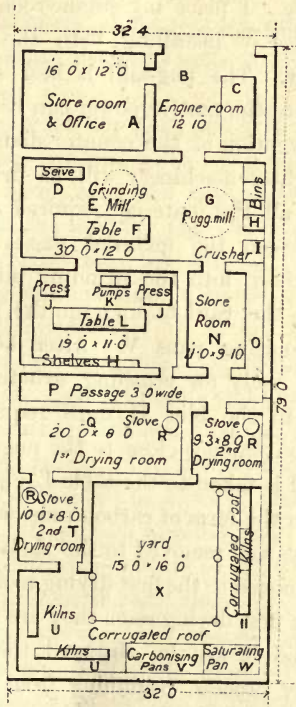 32 4
16 0 x 12 0
Store room
& Office
A
B
C
Engine room
12 10
Seive
D
Grinding
E Mill
Table F
30 0 x 12 0
G
Pugg.mill
Bins
H
Crusher
I
Press
J
Pumps
K
Press
J
Table L
19 0 x 11 0
Shelves H
Store
Room
N
11 0 x 9 10
O
P Passage 3 0 wide
79 0
Q
20 0 x 8 0
Stove
R
1st Drying room
Stove
9 3 x 8 0 R
2nd
Drying room
R Stove
10 0 x 8 0
2nd T
Drying room
yard
15 0 x 16 0
X
Corrugated roof
Kilns
II
Kilns
U
Corrugated roof
Kilns
U
Carbonising
Pans V
Saturating
Pan W
32 0